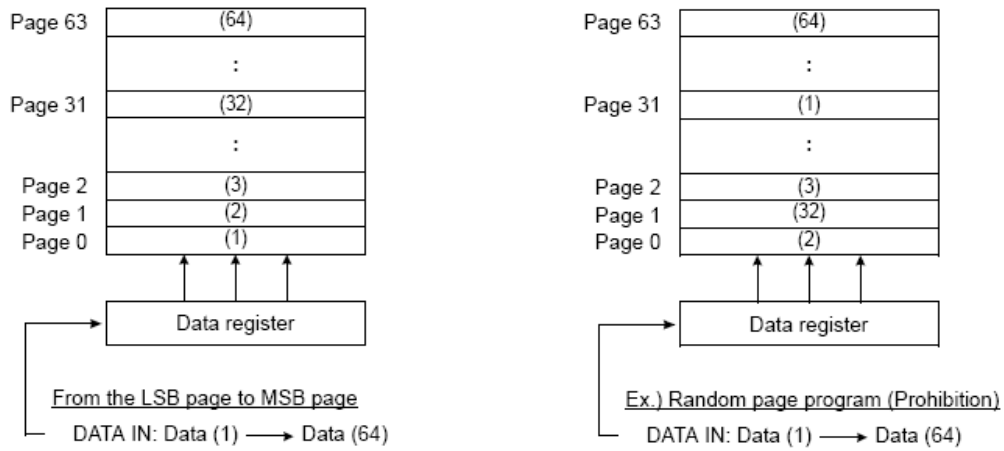 Page 63 (64)
:
Page 31 (32)
:
Page 2 (3)
Page 1 (2)
Page 0 (1)
Data register
From the LSB page to MSB page
DATA IN: Data (1) Data (64)
Page 63 (64)
:
Page 31 (1)
:
Page 2 (3)
Page 1 (32)
Page 0 (2)
Data register
Ex.) Random page program (Prohibition)
DATA IN: Data (1) Data (64)